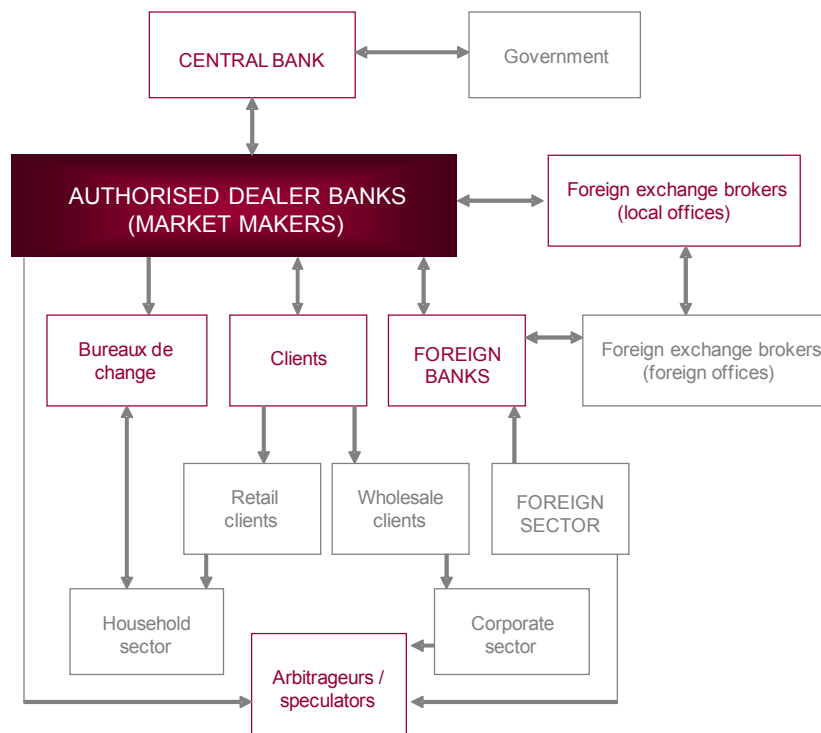 CENTRAL BANK
Government
AUTHORISED DEALER BANKS
(MARKET MAKERS)
Foreign exchange brokers
(local offices)
Bureaux de
change
Clients
FOREIGN
BANKS
Foreign exchange brokers
(foreign offices)
Retail
clients
Wholesale
clients
FOREIGN
SECTOR
Household
sector
Corporate
sector
Arbitrageurs /
speculators